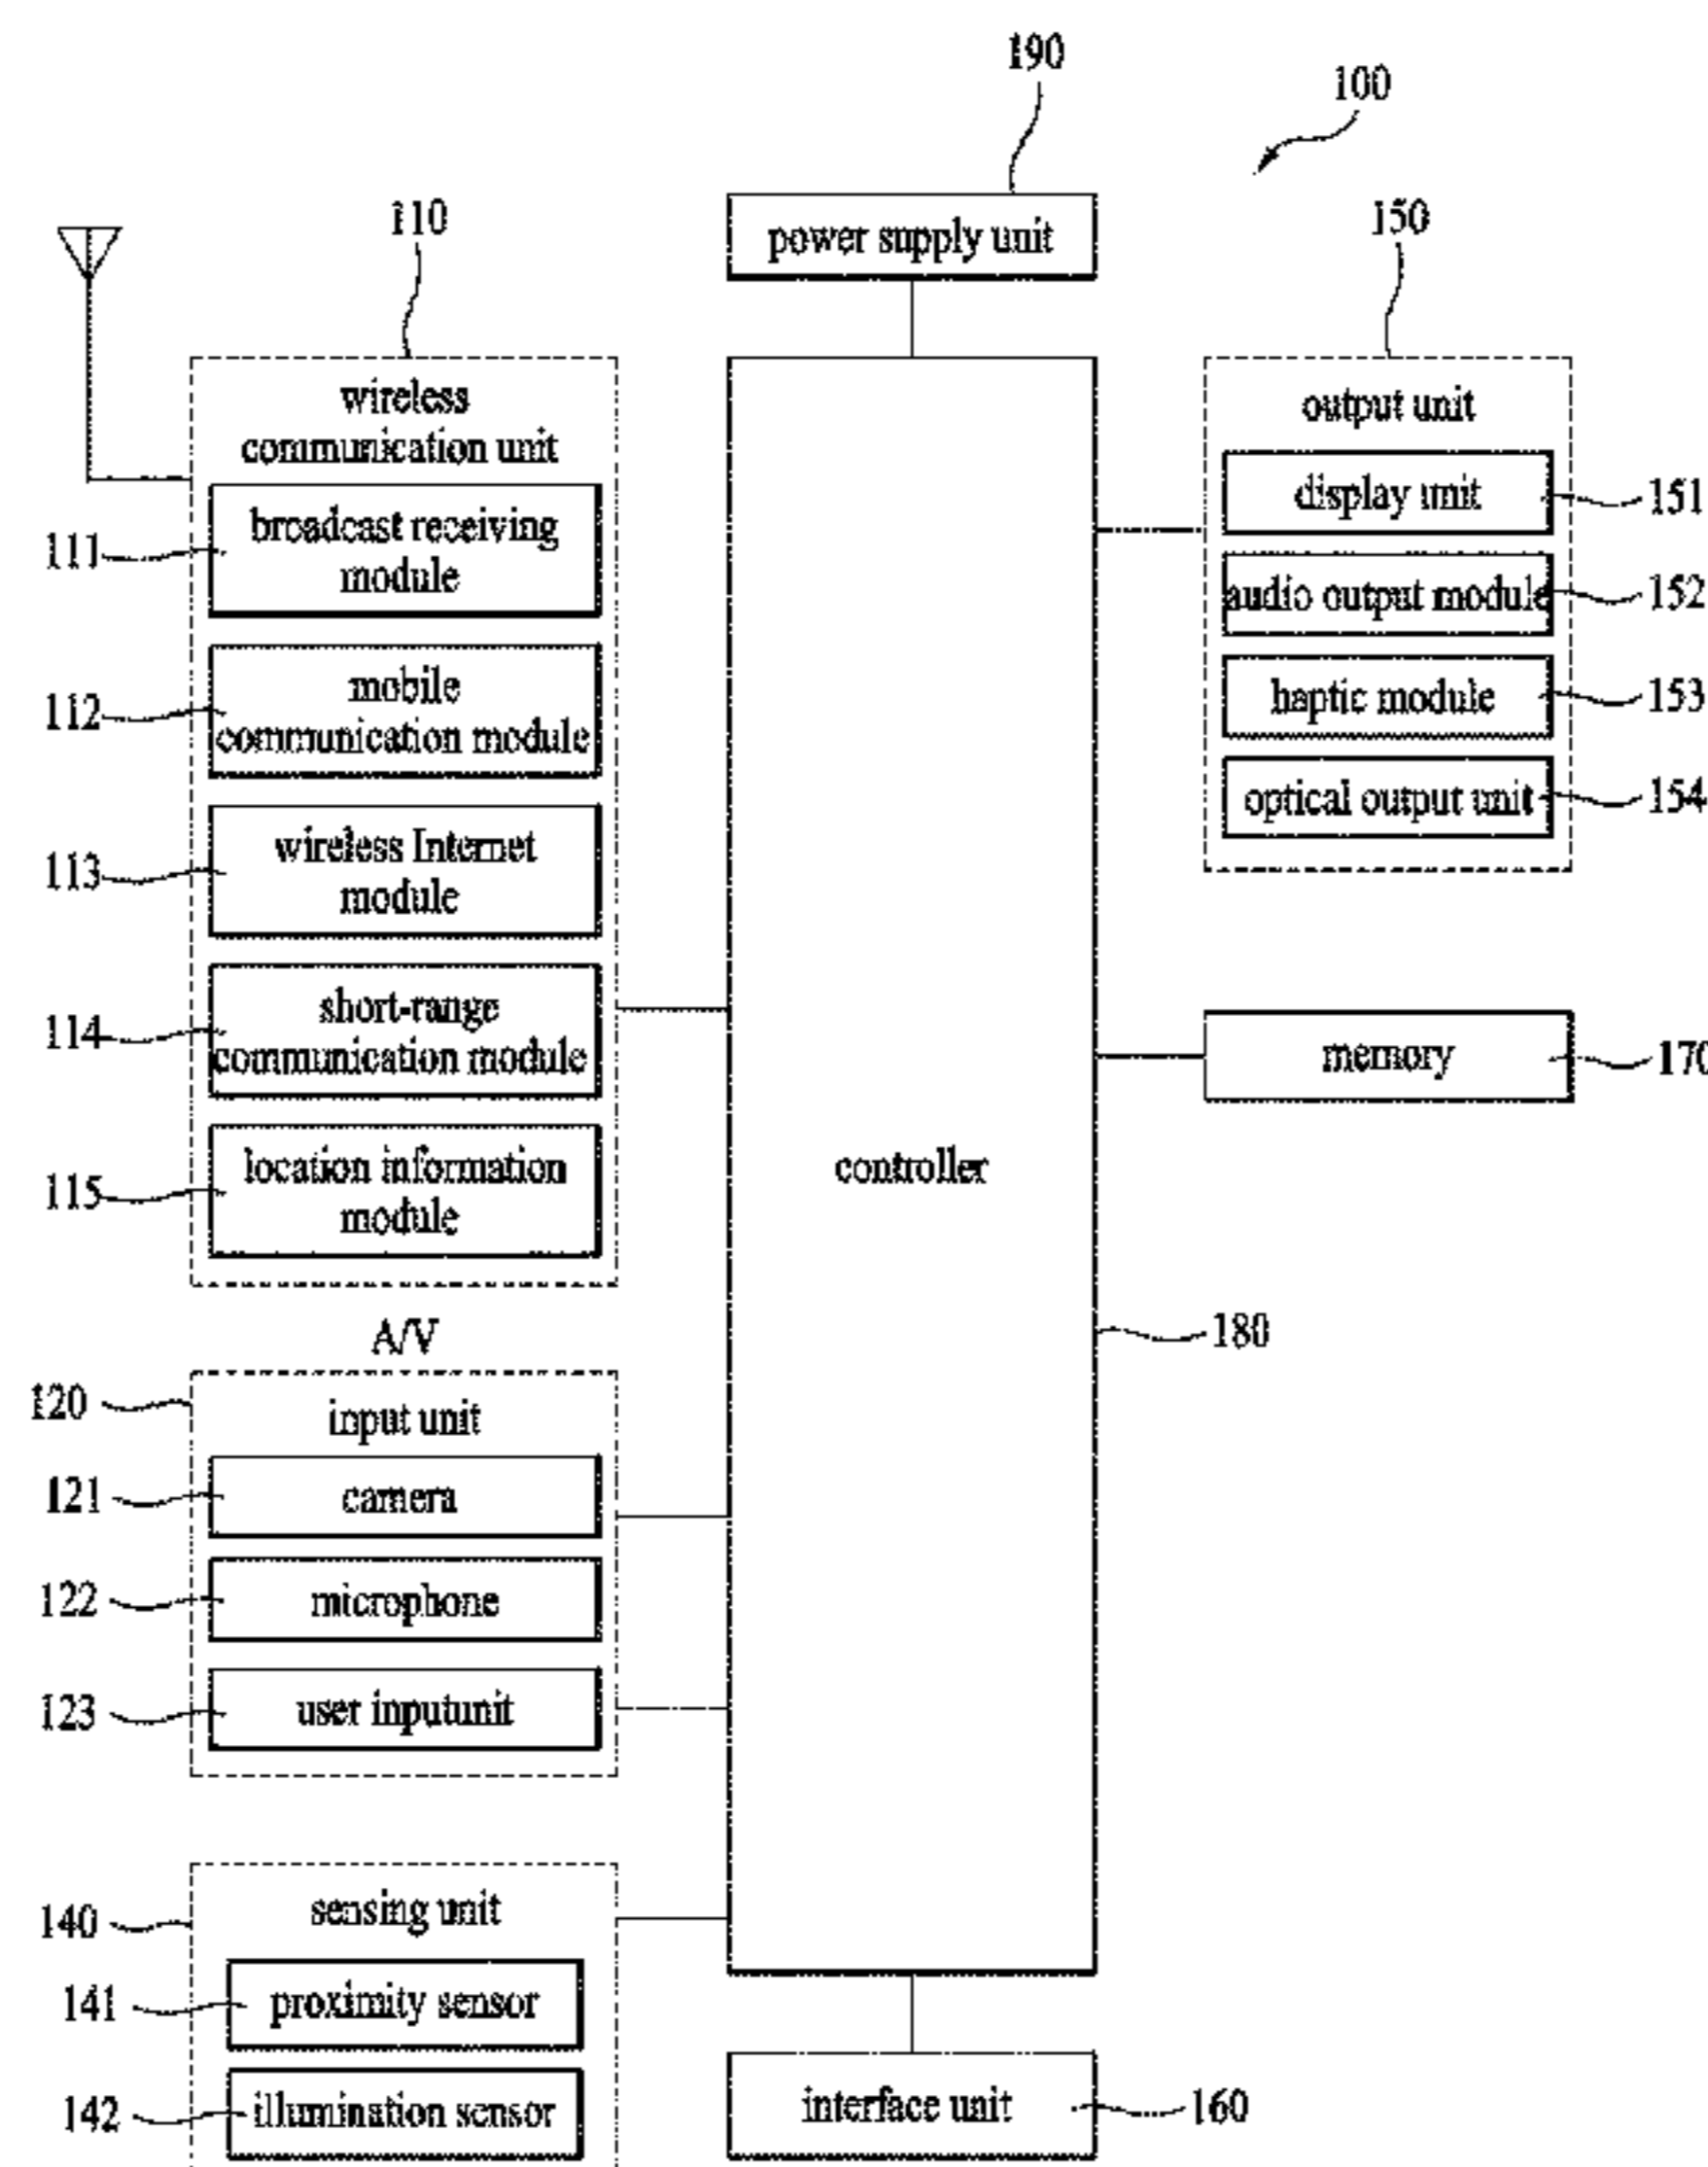 190
100
power supply unit
110
wireless
communication unit
111
broadcast receiving
module
112
mobile
communication module
113
wireless Internet
module
114
short-range
communication module
115
location information
module
A/V
120
input unit
121
camera
122
microphone
123
user inputunit
140
sensing unit
141
proximity sensor
142
illumination sensor
controller
180
interface unit
160
150
output unit
display unit
151
audio output module
152
haptic module
153
optical output unit
154
memory
170